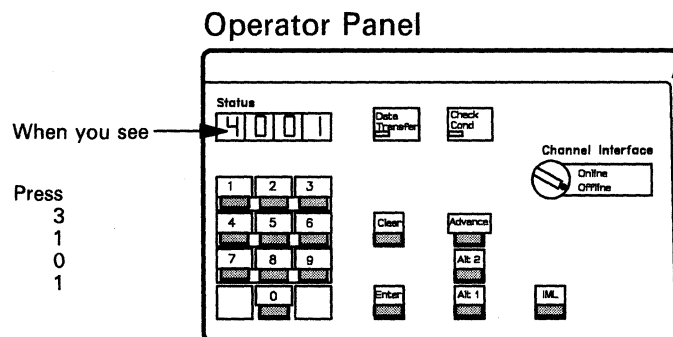 Operator Panel
Status
When you see
4001
Data
Transfer
Check
Cond
Channel Interface
Online
Offline
Press
3
1
0
1
1 2 3
4 5 6
7 8 9
0
Clear
Advance
Alt 2
Enter
Alt 1
IML